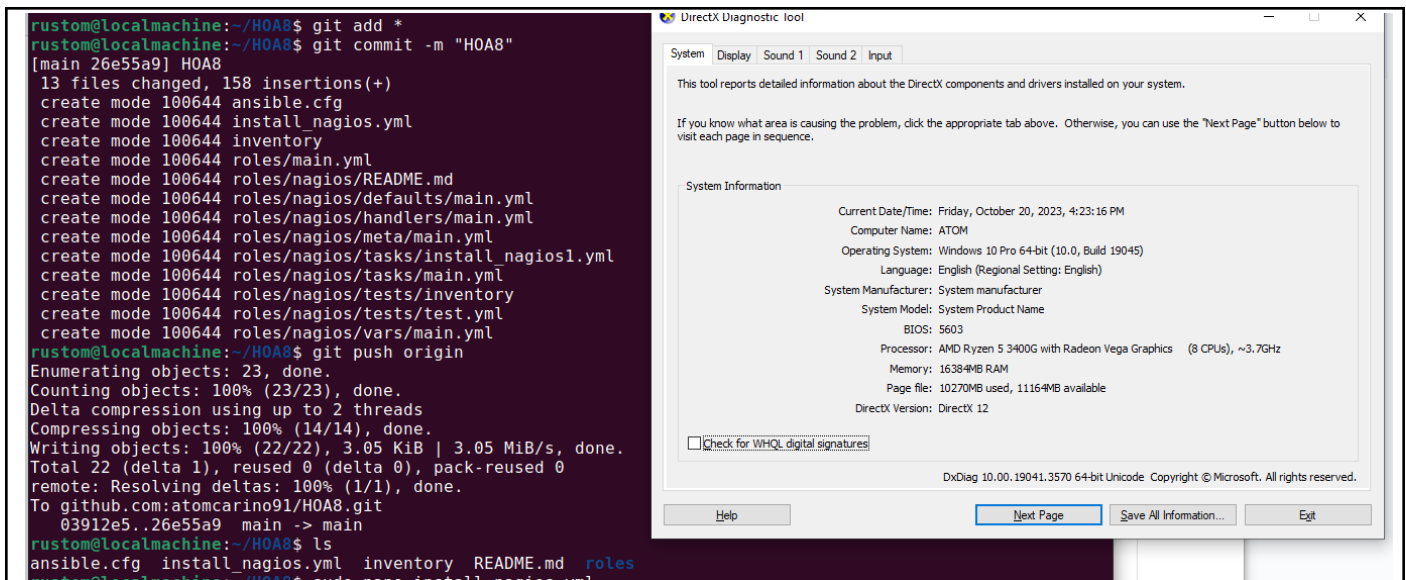 rustom@localmachine:~/HOA8$ git add *
rustom@localmachine:~/HOA8$ git commit -m "HOA8"
[main 26e55a9] HOA8
 13 files changed, 158 insertions(+)
 create mode 100644 ansible.cfg
 create mode 100644 install_nagios.yml
 create mode 100644 inventory
 create mode 100644 roles/main.yml
 create mode 100644 roles/nagios/README.md
 create mode 100644 roles/nagios/defaults/main.yml
 create mode 100644 roles/nagios/handlers/main.yml
 create mode 100644 roles/nagios/meta/main.yml
 create mode 100644 roles/nagios/tasks/install_nagios1.yml
 create mode 100644 roles/nagios/tasks/main.yml
 create mode 100644 roles/nagios/tests/inventory
 create mode 100644 roles/nagios/tests/test.yml
 create mode 100644 roles/nagios/vars/main.yml
rustom@localmachine:~/HOA8$ git push origin
Enumerating objects: 23, done.
Counting objects: 100% (23/23), done.
Delta compression using up to 2 threads
Compressing objects: 100% (14/14), done.
Writing objects: 100% (22/22), 3.05 KiB | 3.05 MiB/s, done.
Total 22 (delta 1), reused 0 (delta 0), pack-reused 0
remote: Resolving deltas: 100% (1/1), done.
To github.com:atomcarino91/HOA8.git
   03912e5..26e55a9  main -> main
rustom@localmachine:~/HOA8$ ls
ansible.cfg  install_nagios.yml  inventory  README.md  roles
rustom@localmachine:~/HOA8$ sudo nano install_nagios.yml
DirectX Diagnostic Tool
System Display Sound 1 Sound 2 Input
This tool reports detailed information about the DirectX components and drivers installed on your system.
If you know what area is causing the problem, click the appropriate tab above.  Otherwise, you can use the "Next Page" button below to
visit each page in sequence.
System Information
Current Date/Time: Friday, October 20, 2023, 4:23:16 PM
Computer Name: ATOM
Operating System: Windows 10 Pro 64-bit (10.0, Build 19045)
Language: English (Regional Setting: English)
System Manufacturer: System manufacturer
System Model: System Product Name
BIOS: 5603
Processor: AMD Ryzen 5 3400G with Radeon Vega Graphics (8 CPUs), ~3.7GHz
Memory: 16384MB RAM
Page file: 10270MB used, 11164MB available
DirectX Version: DirectX 12
Check for WHQL digital signatures
DxDiag 10.00.19041.3570 64-bit Unicode  Copyright © Microsoft. All rights reserved.
Help Next Page Save All Information... Exit